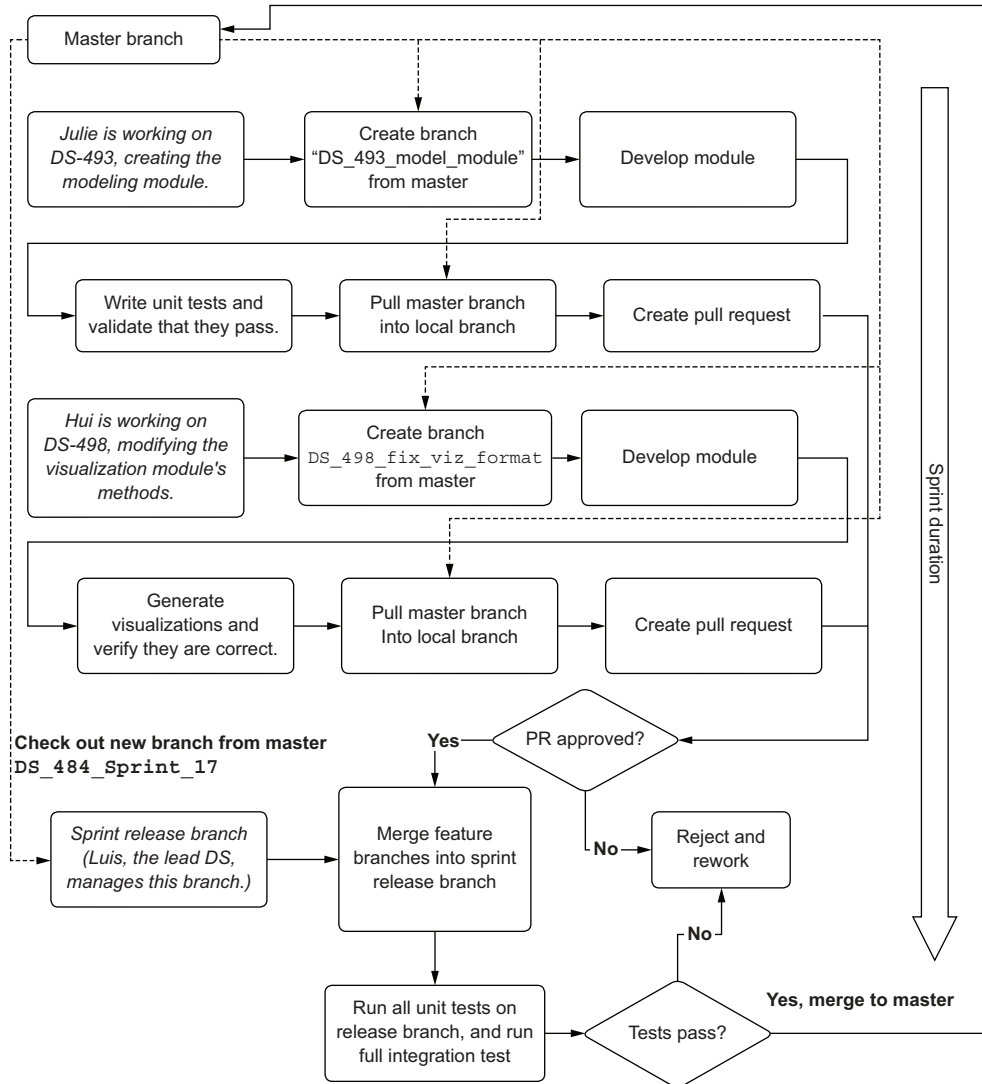 Master branch
Julie is working on
DS-493, creating the
modeling module.
Create branch
“DS_493_model_module”
from master
Develop module
Write unit tests and
validate that they pass.
Pull master branch
into local branch
Create pull request
Hui is working on
DS-498, modifying the
visualization module's
methods.
Create branch
DS_498_fix_viz_format
from master
Develop module
Generate
visualizations and
verify they are correct.
Pull master branch
Into local branch
Create pull request
Sprint duration
PR approved?
Yes
No
Check out new branch from master
DS_484_Sprint_17
Sprint release branch
(Luis, the lead DS,
manages this branch.)
Merge feature
branches into sprint
release branch
Reject and
rework
No
Run all unit tests on
release branch, and run
full integration test
Tests pass?
Yes, merge to master